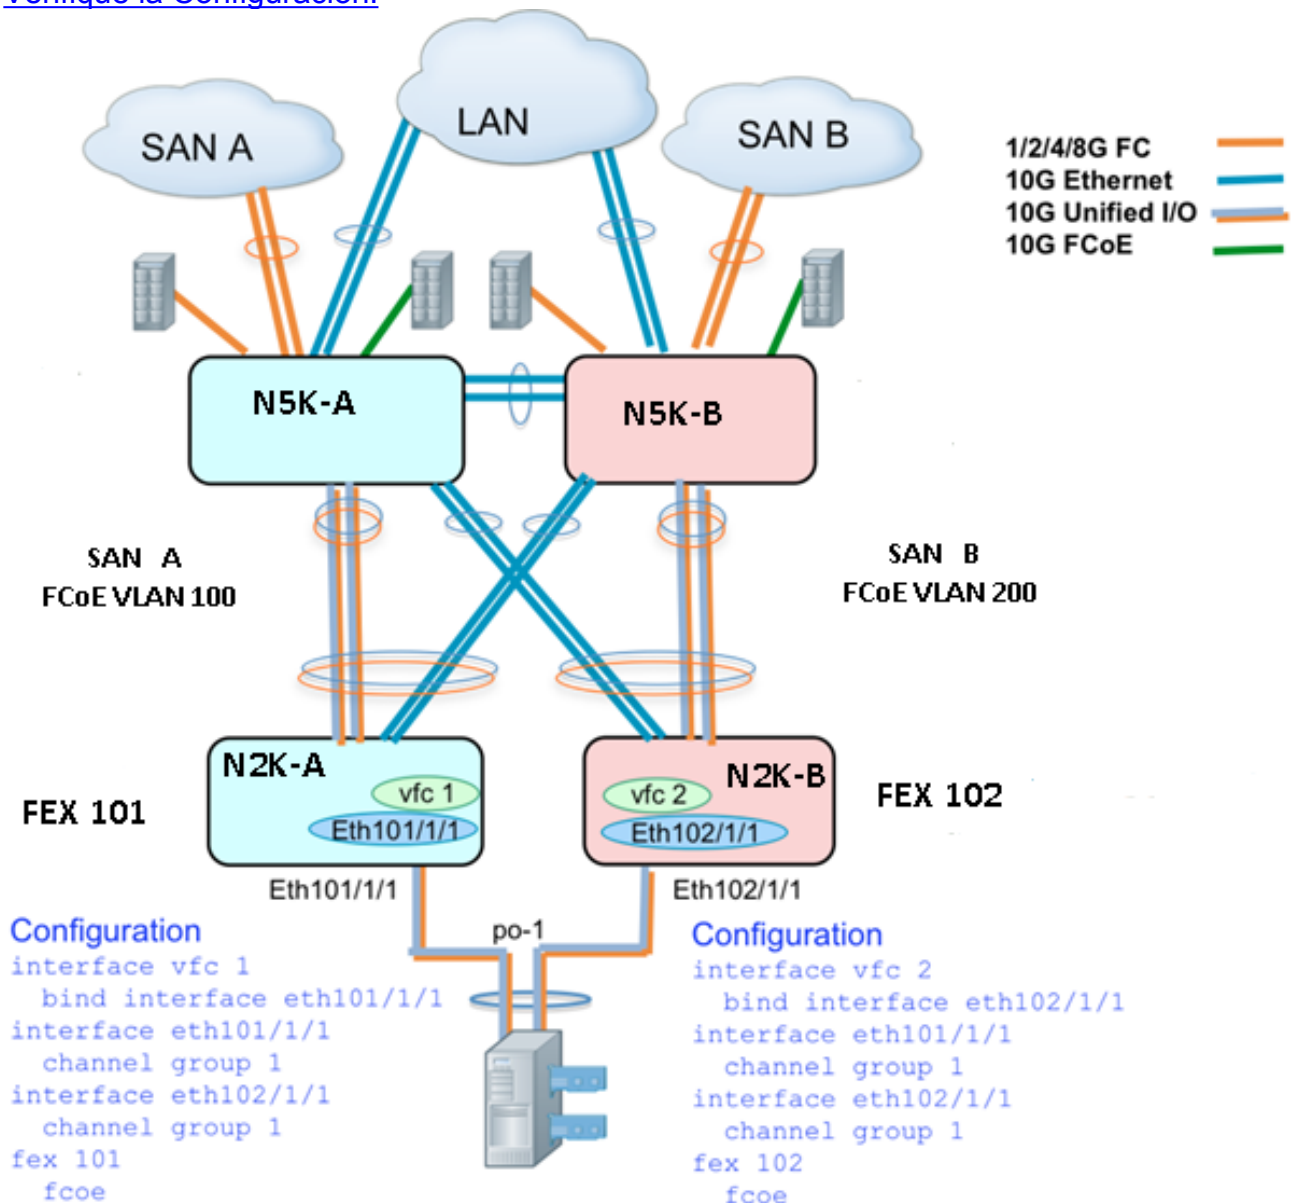 Verifique la Configuración.
LAN
SAN A
SAN B
1/2/4/8G FC
10G Ethernet
10G Unified I/O
10G FCoE
N5K-A
N5K-B
SAN A
FCoE VLAN 100
SAN B
FCoE VLAN 200
N2K-A
vfc 1
Eth101/1/1
N2K-B
vfc 2
Eth102/1/1
FEX 101
FEX 102
Eth101/1/1
Eth102/1/1
po-1
Configuration
interface vfc 1
bind interface eth101/1/1
interface eth101/1/1
channel group 1
interface eth102/1/1
channel group 1
fex 101
fcoe
Configuration
interface vfc 2
bind interface eth102/1/1
interface eth101/1/1
channel group 1
interface eth102/1/1
channel group 1
fex 102
fcoe